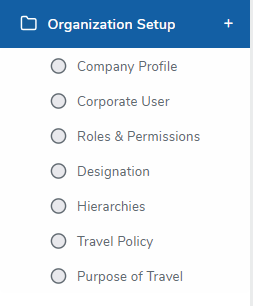 Organization Setup +
Company Profile
Corporate User
Roles & Permissions
Designation
Hierarchies
Travel Policy
Purpose of Travel